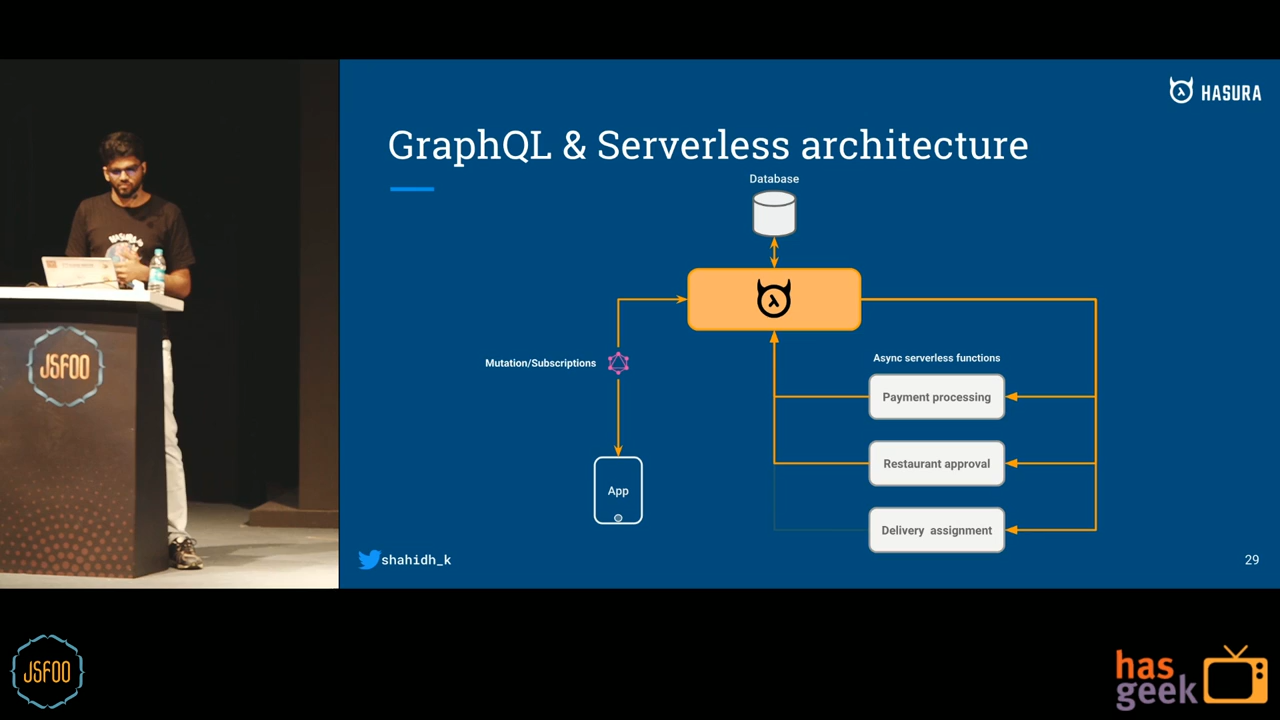 HASURA
GraphQL & Serverless architecture
Database
Mutation/Subscriptions
Async serverless functions
Payment processing
Restaurant approval
App
Delivery assignment
shahidh_k
29
JSFOO
JSFOO
has
geek